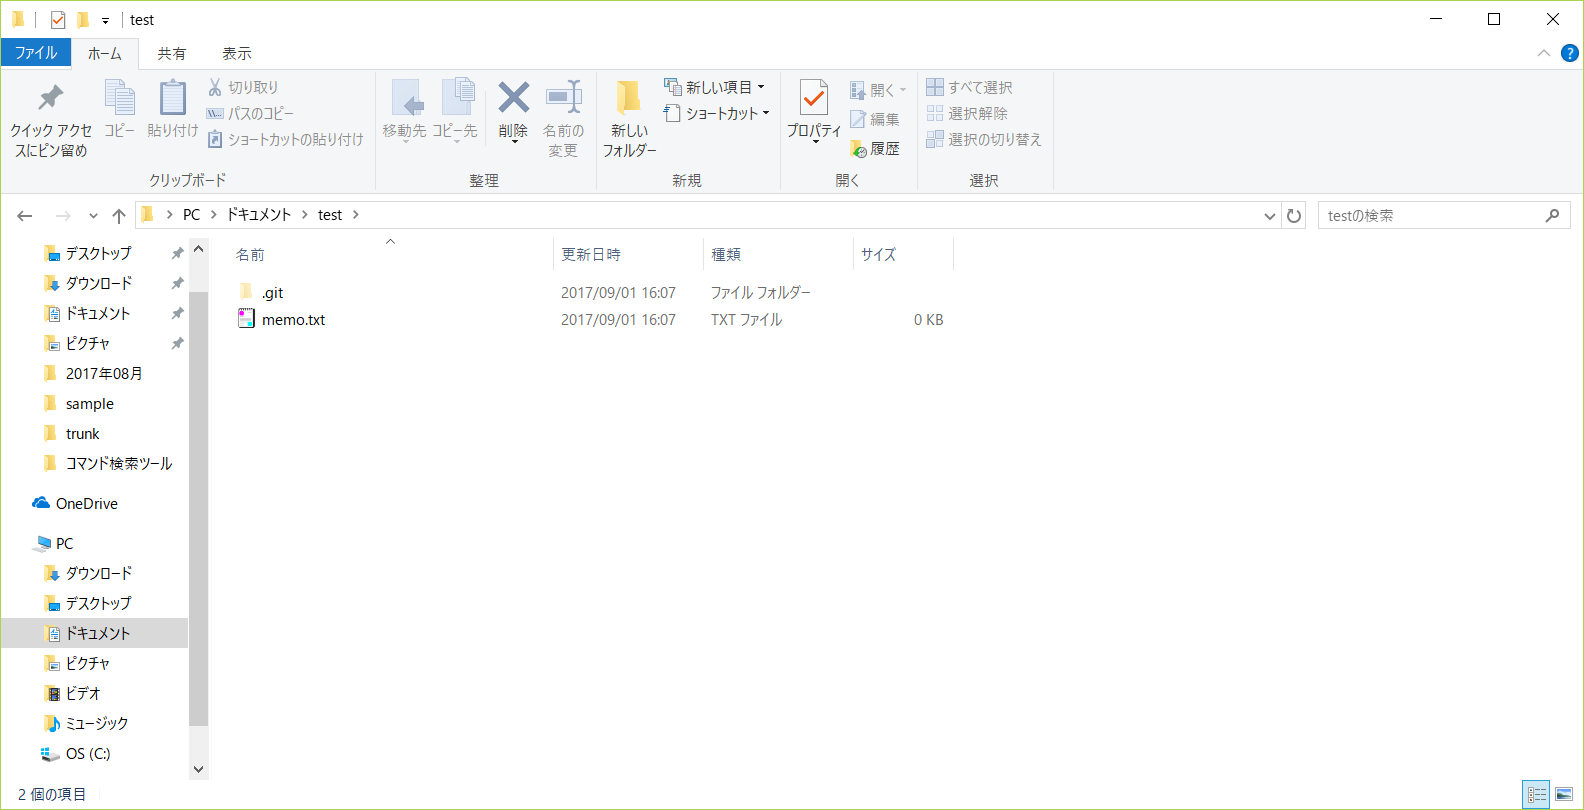 test
ファイル ホーム 共有 表示
クイック アクセ
スにピン留め
コピー
貼り付け
切り取り
パスのコピー
ショートカットの貼り付け
クリップボード
移動先
コピー先
削除
名前の
変更
整理
新しい
フォルダー
新しい項目
ショートカット
新規
プロパティ
開く
編集
履歴
開く
すべて選択
選択解除
選択の切り替え
選択
PC ドキュメント test
testの検索
デスクトップ
ダウンロード
ドキュメント
ピクチャ
2017年08月
sample
trunk
コマンド検索ツール
OneDrive
PC
ダウンロード
デスクトップ
ドキュメント
ピクチャ
ビデオ
ミュージック
OS (C:)
名前 更新日時 種類 サイズ
.git 2017/09/01 16:07 ファイル フォルダー
memo.txt 2017/09/01 16:07 TXT ファイル 0 KB
2 個の項目